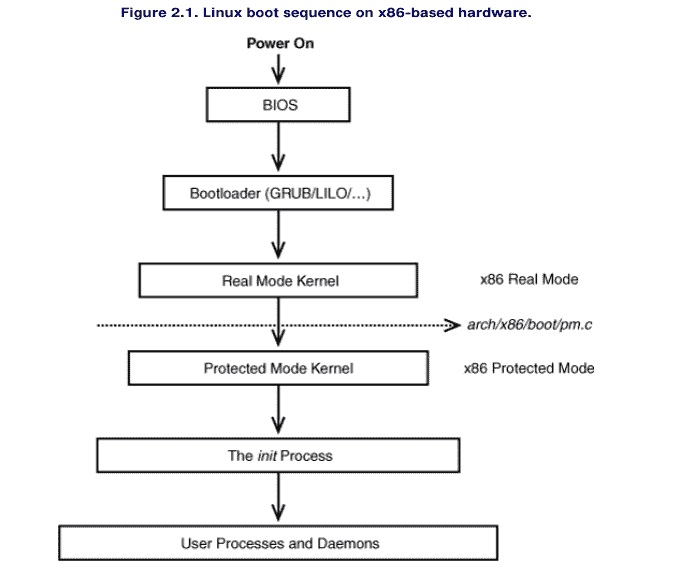 Figure 2.1. Linux boot sequence on x86-based hardware.
Power On
BIOS
Bootloader (GRUB/LILO/...)
Real Mode Kernel
x86 Real Mode
arch/x86/boot/pm.c
Protected Mode Kernel
x86 Protected Mode
The init Process
User Processes and Daemons